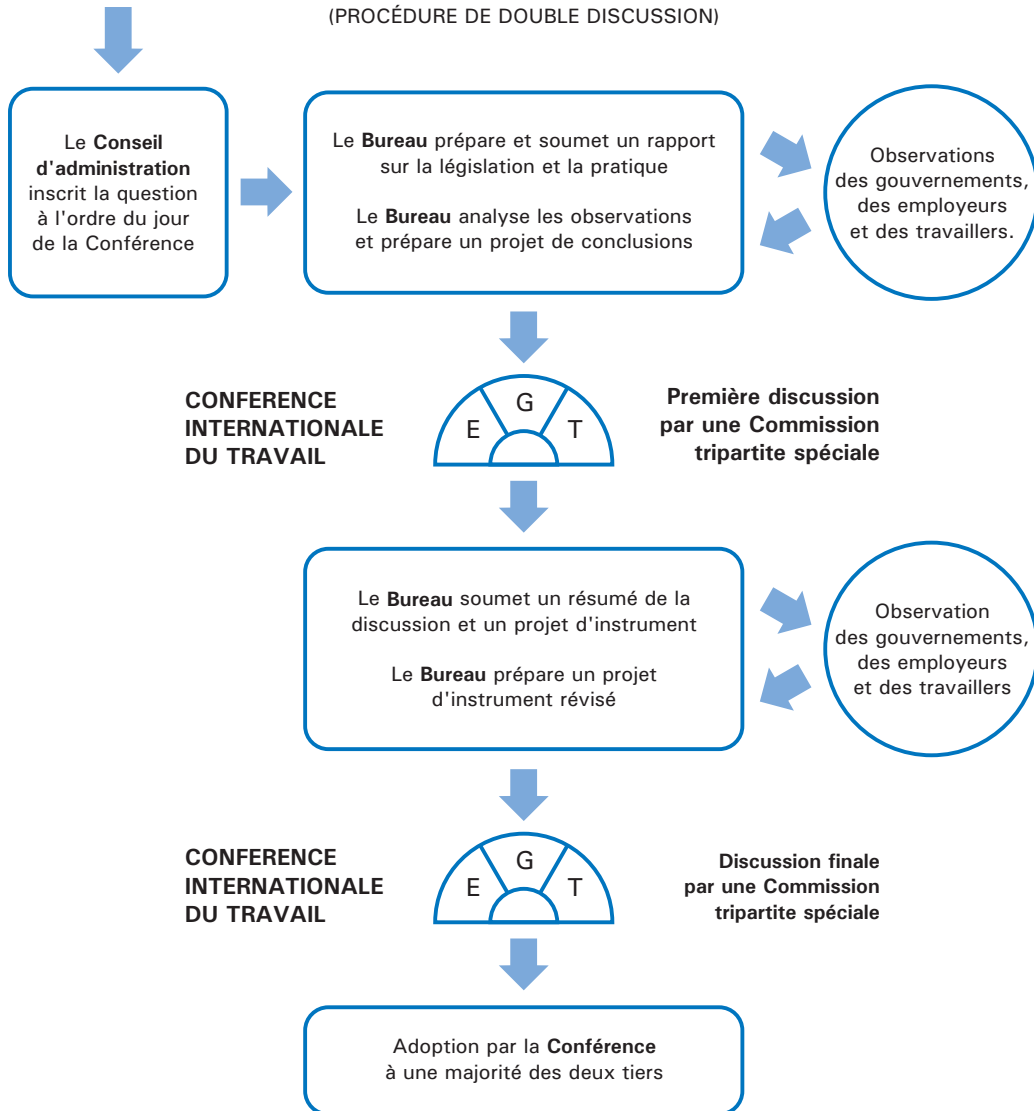 (PROCÉDURE DE DOUBLE DISCUSSION)
Le Conseil
d'administration
inscrit la question
à l'ordre du jour
de la Conférence
Le Bureau prépare et soumet un rapport
sur la législation et la pratique
Le Bureau analyse les observations
et prépare un projet de conclusions
Observations
des gouvernements,
des employeurs
et des travailleurs.
CONFERENCE
INTERNATIONALE
DU TRAVAIL
E
G
T
Première discussion
par une Commission
tripartite spéciale
Le Bureau soumet un résumé de la
discussion et un projet d'instrument
Le Bureau prépare un projet
d'instrument révisé
Observation
des gouvernements,
des employeurs
et des travaillers
CONFERENCE
INTERNATIONALE
DU TRAVAIL
E
G
T
Discussion finale
par une Commission
tripartite spéciale
Adoption par la Conférence
à une majorité des deux tiers